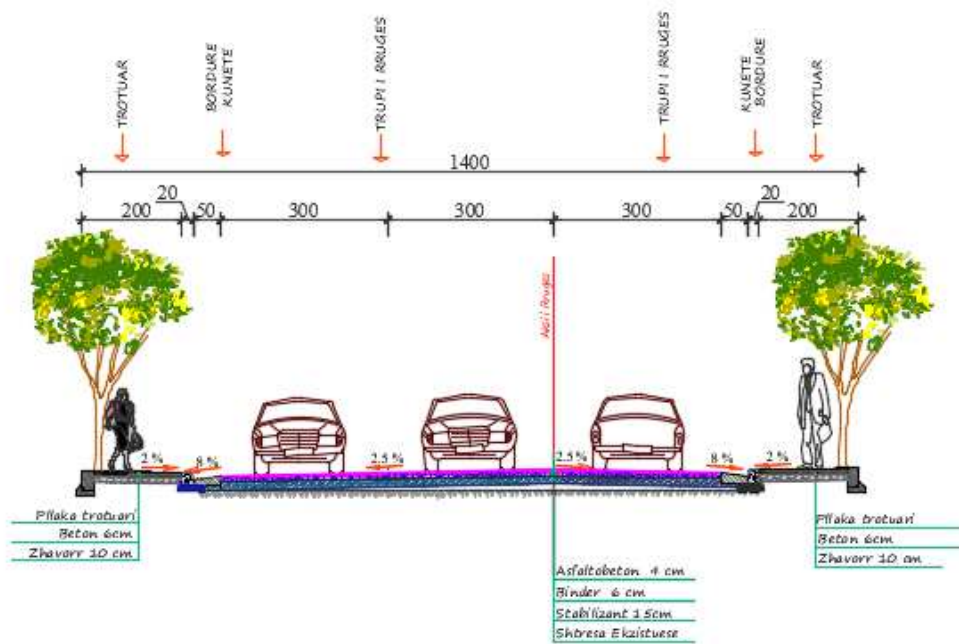 TROTUAR
BORDURE
KUNETE
TRUPI I RRUGES
TRUPI I RRUGES
KUNETE
BORDURE
TROTUAR
1400
20
20
200
50
300
300
300
50
200
Aksi i Rruges
2 %
8 %
2.5 %
2.5%
8 %
2 %
Pllaka trotuari
Beton 6cm
Zhavorr 10 cm
Pllaka trotuari
Beton 6cm
Zhavorr 10 cm
Asfaltobeton 4 cm
Binder 6 cm
Stabilizant 15cm
Shtresa Ekzistuese